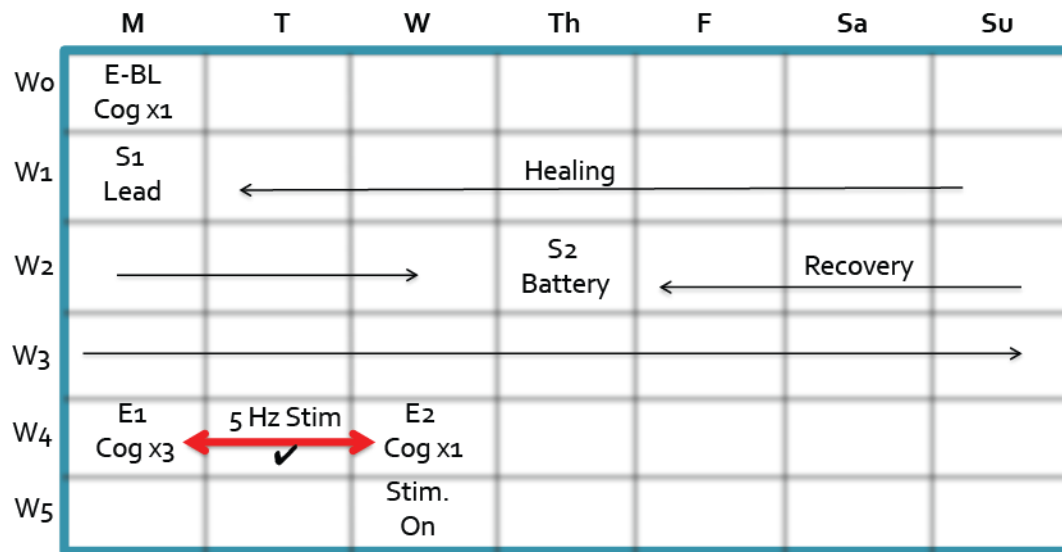 M T W Th F Sa Su
W0 E-BL
Cog x1
W1 S1
Lead
Healing
W2 S2
Battery
Recovery
W3
W4 E1
Cog x3
5 Hz Stim
✔
E2
Cog x1
W5 Stim.
On